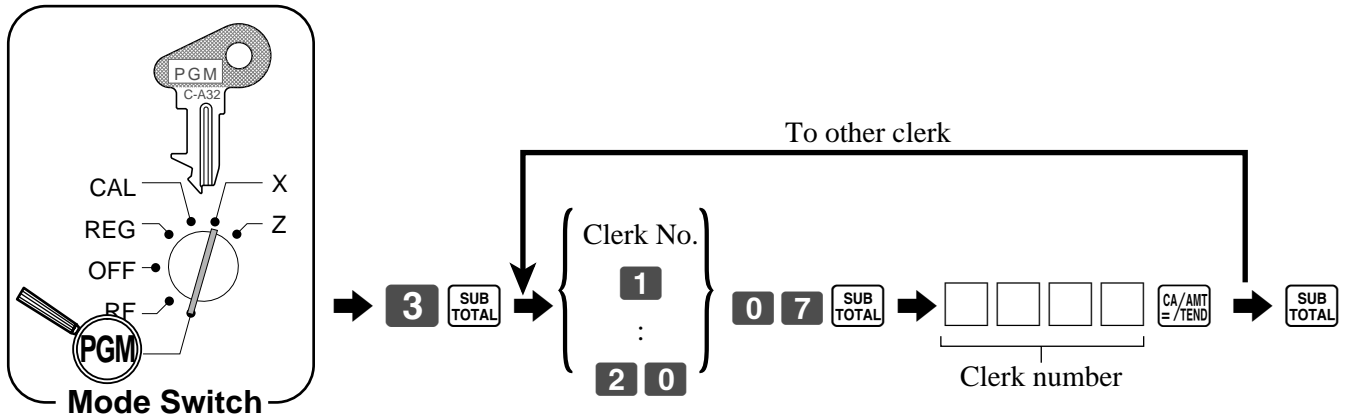 PGM
C-A32
CAL
X
REG
Z
OFF
RF
PGM
Mode Switch
3 SUB TOTAL
To other clerk
Clerk No.
1
:
2 0
0 7 SUB TOTAL
CA/AMT
= /TEND
Clerk number
SUB TOTAL